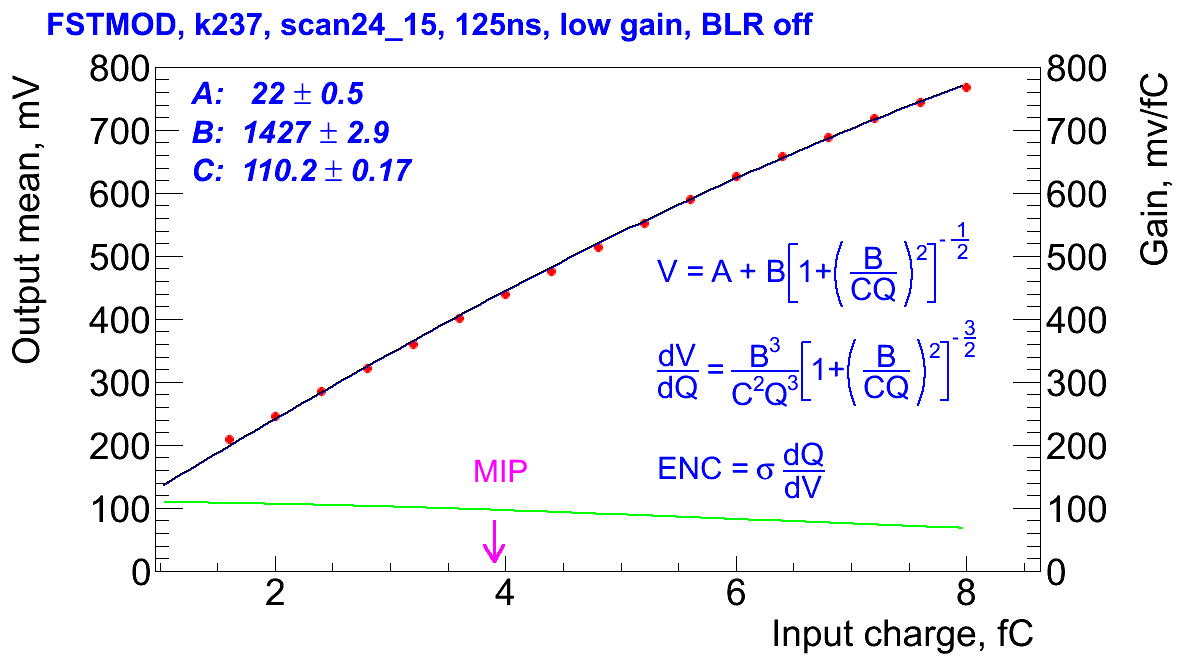 FSTMOD, k237, scan24_15, 125ns, low gain, BLR off
Output mean, mV
800
700
600
500
400
300
200
100
0
A: 22 ± 0.5
B: 1427 ± 2.9
C: 110.2 ± 0.17
V = A + B[1+(B/CQ)²]^(-1/2)
dV/dQ = B³/C²Q³[1+(B/CQ)²]^(-3/2)
ENC = σ dQ/dV
MIP
800
700
600
500
400
300
200
100
0
Gain, mv/fC
2 4 6 8
Input charge, fC